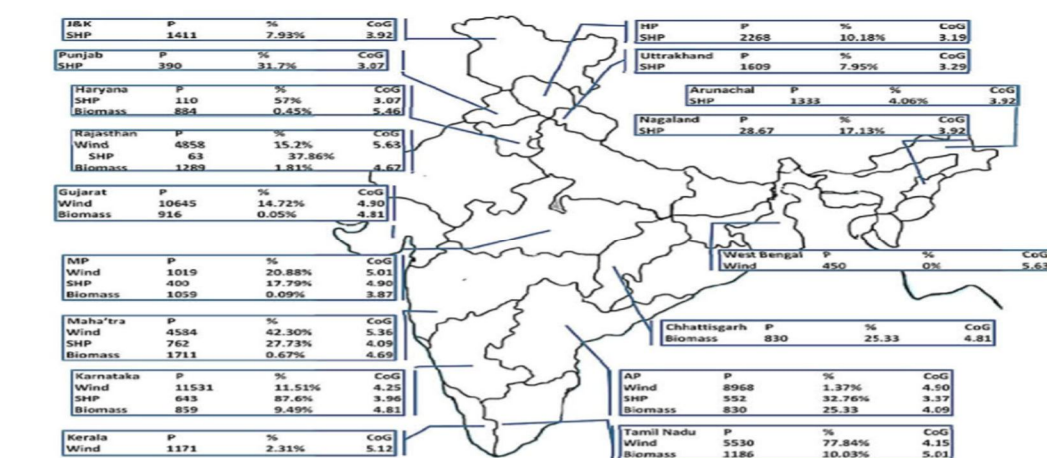 J&K P % CoG
SHP 1411 7.93% 3.92
Punjab P % CoG
SHP 390 31.7% 3.07
Haryana P % CoG
SHP 110 57% 3.07
Biomass 884 0.45% 5.46
Rajasthan P % CoG
Wind 4858 15.2% 5.63
SHP 63 37.86%
Biomass 1289 1.81% 4.67
Gujarat P % CoG
Wind 10645 14.72% 4.90
Biomass 916 0.05% 4.81
MP P % CoG
Wind 1019 20.88% 5.01
SHP 400 17.79% 4.90
Biomass 1059 0.09% 3.87
Maha'tra P % CoG
Wind 4584 42.30% 5.36
SHP 762 27.73% 4.09
Biomass 1711 0.67% 4.69
Karnataka P % CoG
Wind 11531 11.51% 4.25
SHP 643 87.6% 3.96
Biomass 859 9.49% 4.81
Kerala P % CoG
Wind 1171 2.31% 5.12
HP P % CoG
SHP 2268 10.18% 3.19
Uttrakhand P % CoG
SHP 1609 7.95% 3.29
Arunachal P % CoG
SHP 1333 4.06% 3.92
Nagaland P % CoG
SHP 28.67 17.13% 3.92
West Bengal P % CoG
Wind 450 0% 5.63
Chhattisgarh P % CoG
Biomass 830 25.33 4.81
AP P % CoG
Wind 8968 1.37% 4.90
SHP 552 32.76% 3.37
Biomass 830 25.33 4.09
Tamil Nadu P % CoG
Wind 5530 77.84% 4.15
Biomass 1186 10.03% 5.01